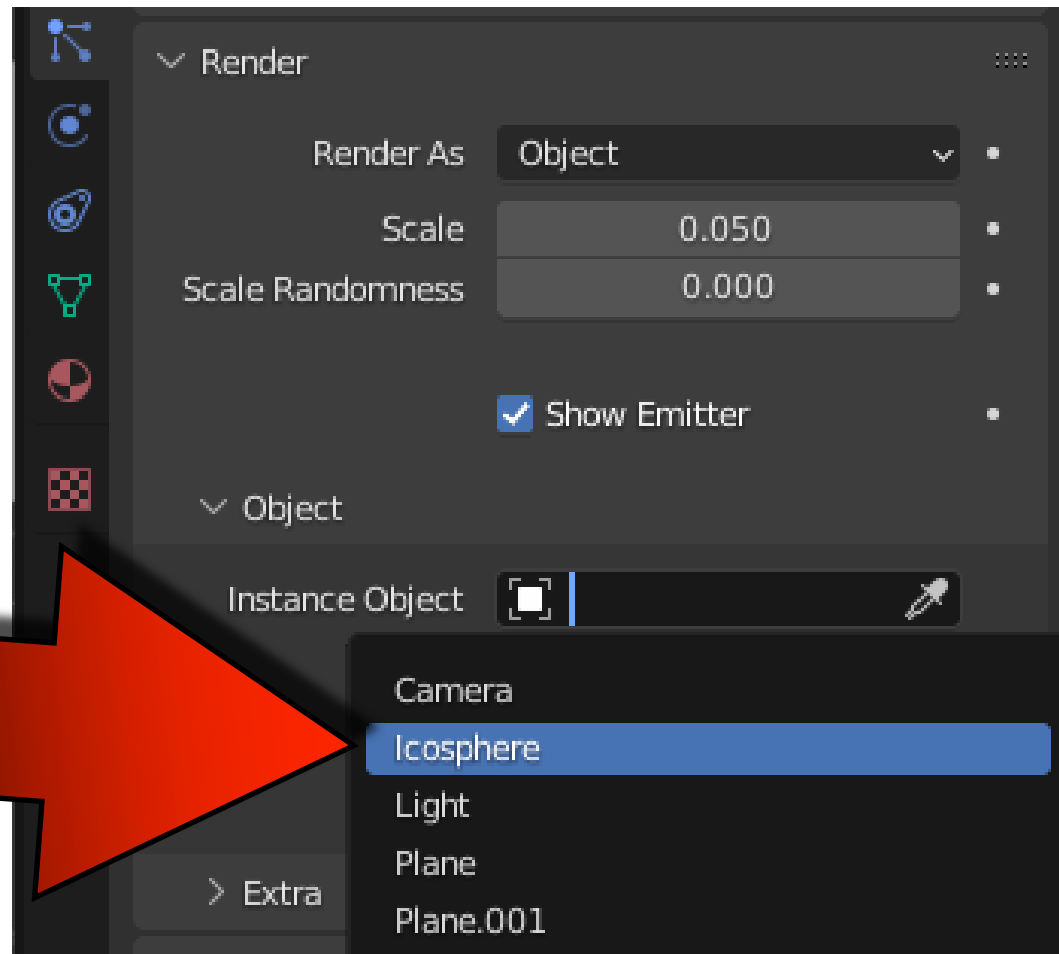 Render
Render As Object
Scale 0.050
Scale Randomness 0.000
Show Emitter
Object
Instance Object
Camera
Icosphere
Light
Plane
Extra
Plane.001